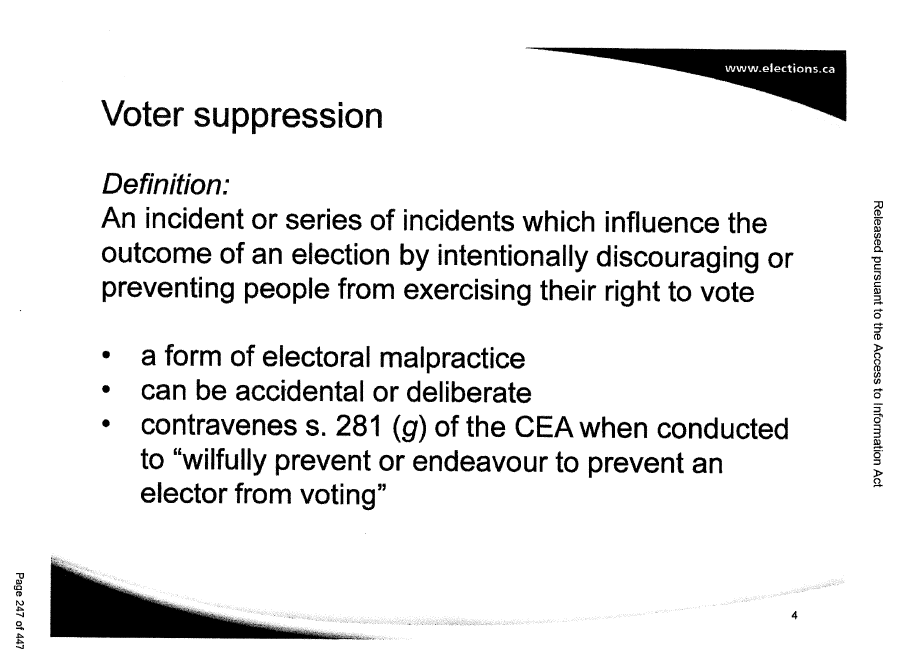 www.elections.ca
Voter suppression
Definition:
An incident or series of incidents which influence the
outcome of an election by intentionally discouraging or
preventing people from exercising their right to vote
• a form of electoral malpractice
• can be accidental or deliberate
• contravenes s. 281 (g) of the CEA when conducted
to “wilfully prevent or endeavour to prevent an
elector from voting”
4
Released pursuant to the Access to Information Act
Page 247 of 447